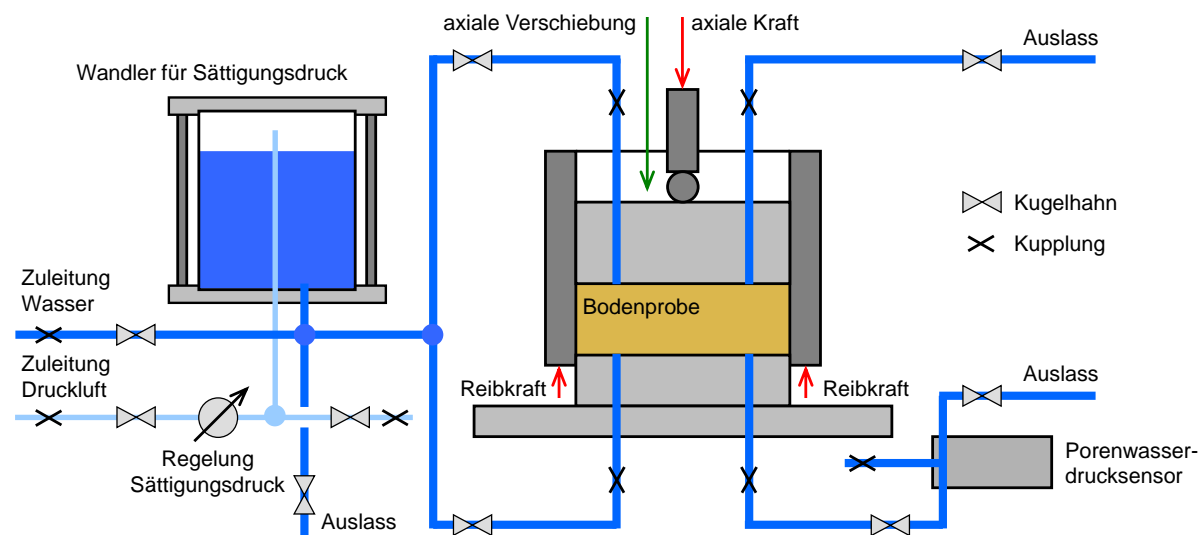 axiale Verschiebung
axiale Kraft
Auslass
Wandler für Sättigungsdruck
Kugelhahn
Kupplung
Zuleitung
Wasser
Bodenprobe
Zuleitung
Druckluft
Reibkraft
Reibkraft
Auslass
Regelung
Sättigungsdruck
Porenwasser-
drucksensor
Auslass